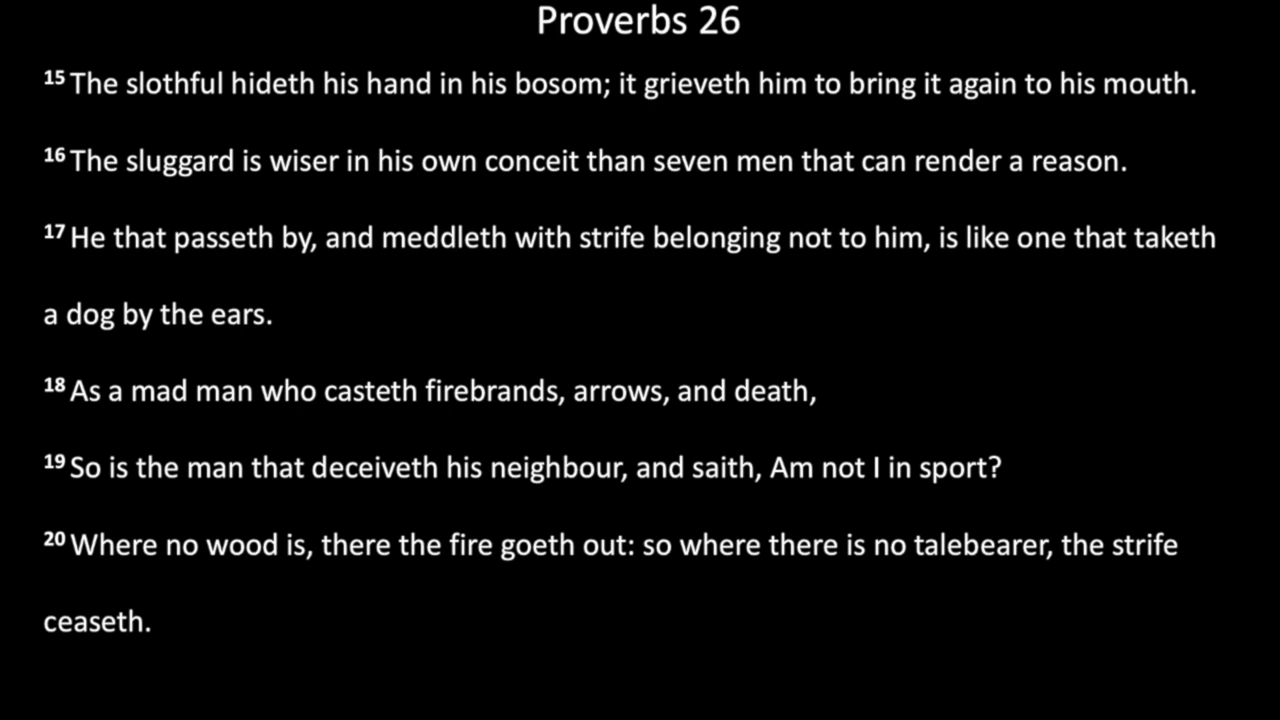 Proverbs 26
15 The slothful hideth his hand in his bosom; it grieveth him to bring it again to his mouth.
16 The sluggard is wiser in his own conceit than seven men that can render a reason.
17 He that passeth by, and meddleth with strife belonging not to him, is like one that taketh
a dog by the ears.
18 As a mad man who casteth firebrands, arrows, and death,
19 So is the man that deceiveth his neighbour, and saith, Am not I in sport?
20 Where no wood is, there the fire goeth out: so where there is no talebearer, the strife
ceaseth.